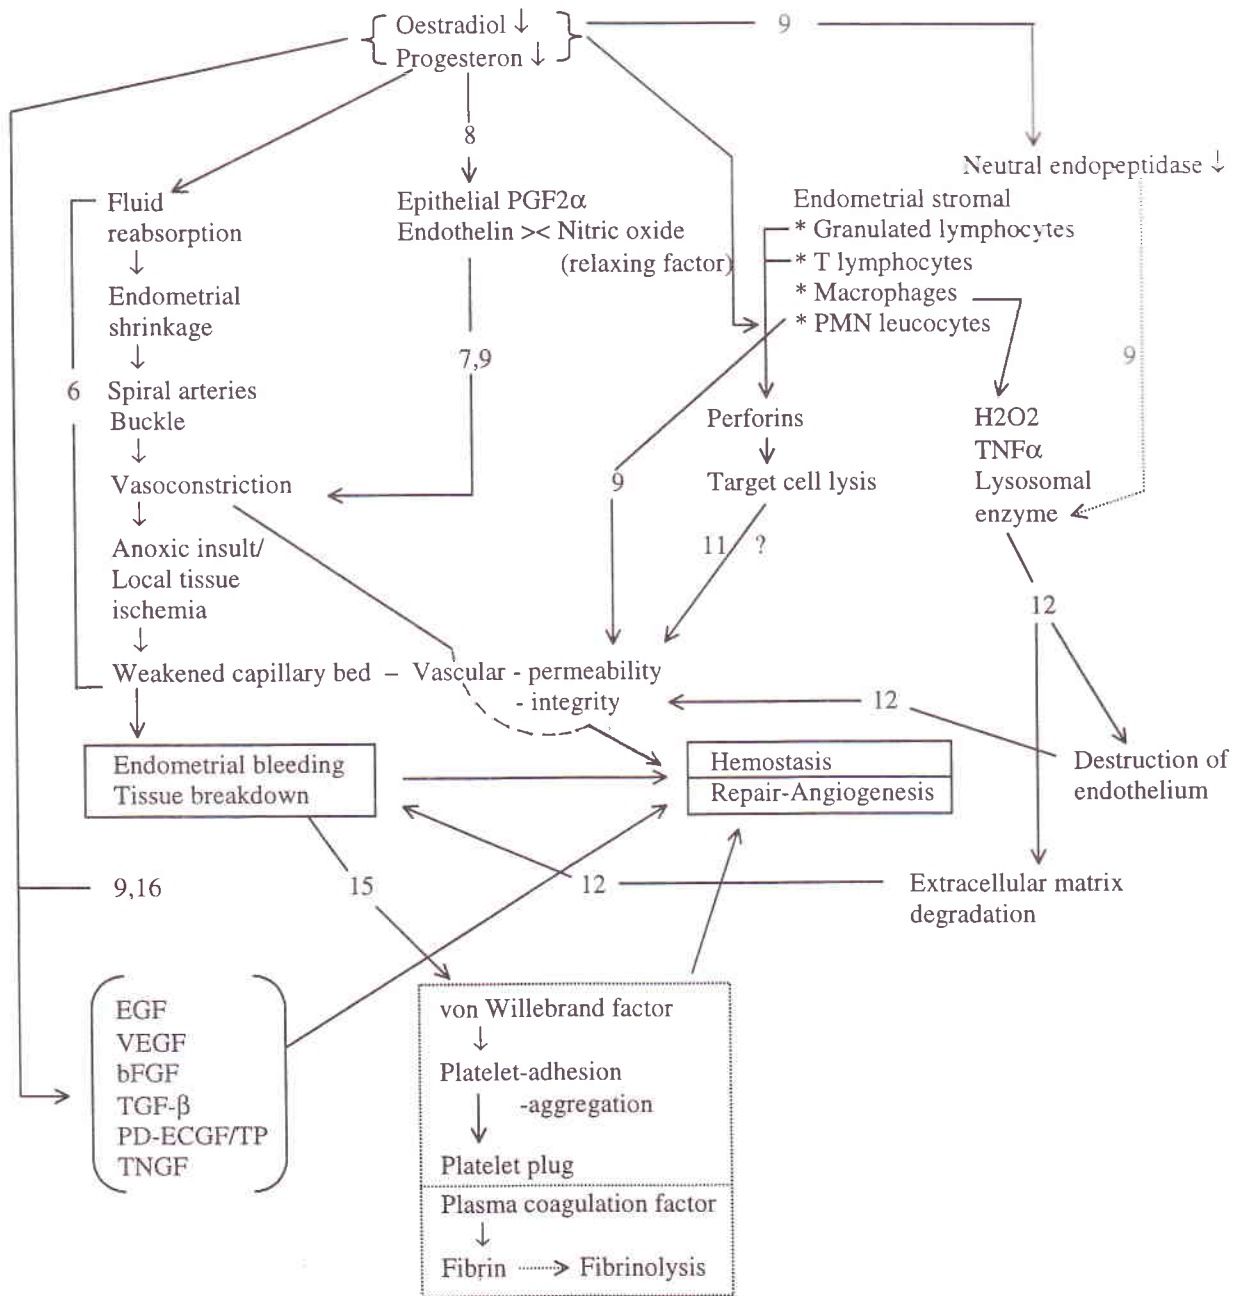 Oestradiol ↓
Progesteron ↓
9
8
Neutral endopeptidase ↓
Fluid
reabsorption
↓
Endometrial
shrinkage
↓
Spiral arteries
Buckle
↓
Vasoconstriction
↓
Anoxic insult/
Local tissue
ischemia
↓
Weakened capillary bed – Vascular - permeability
- integrity
6
Epithelial PGF2α
Endothelin >< Nitric oxide
(relaxing factor)
7,9
Endometrial stromal
* Granulated lymphocytes
* T lymphocytes
* Macrophages
* PMN leucocytes
9
Perforins
Target cell lysis
11 ?
9
H2O2
TNFα
Lysosomal
enzyme
12
12
Endometrial bleeding
Tissue breakdown
Hemostasis
Repair-Angiogenesis
Destruction of
endothelium
9,16
15
12
Extracellular matrix
degradation
EGF
VEGF
bFGF
TGF-β
PD-ECGF/TP
TNGF
von Willebrand factor
↓
Platelet-adhesion
-aggregation
Platelet plug
Plasma coagulation factor
↓
Fibrin → Fibrinolysis